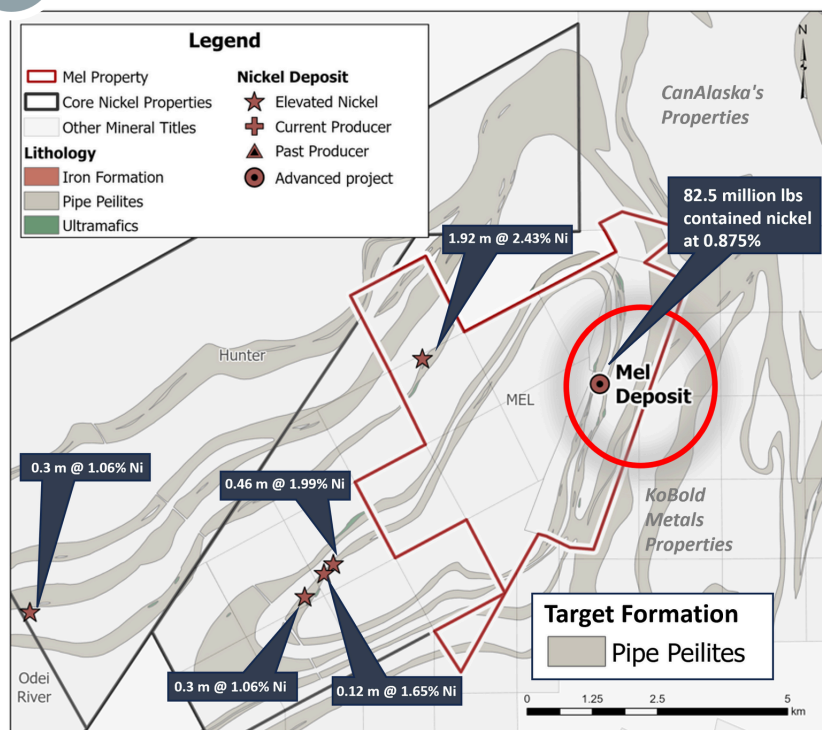 Legend
Mel Property
Core Nickel Properties
Other Mineral Titles
Lithology
Iron Formation
Pipe Peilites
Ultramafics
Nickel Deposit
Elevated Nickel
Current Producer
Past Producer
Advanced project
N
CanAlaska's
Properties
82.5 million lbs
contained nickel
at 0.875%
1.92 m @ 2.43% Ni
Hunter
MEL
Mel
Deposit
0.3 m @ 1.06% Ni
0.46 m @ 1.99% Ni
KoBold
Metals
Properties
Odei
River
0.3 m @ 1.06% Ni
0.12 m @ 1.65% Ni
Target Formation
Pipe Peilites
0 1.25 2.5 5
km